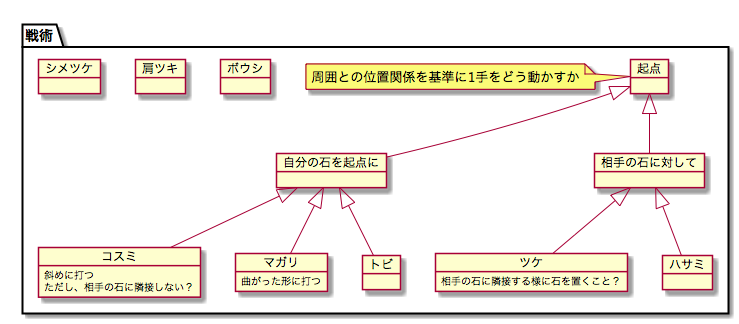 戦術
シメツケ
肩ツキ
ボウシ
周囲との位置関係を基準に1手をどう動かすか
起点
自分の石を起点に
相手の石に対して
コスミ
斜めに打つ
ただし、相手の石に隣接しない？
マガリ
曲がった形に打つ
トビ
ツケ
相手の石に隣接する様に石を置くこと？
ハサミ